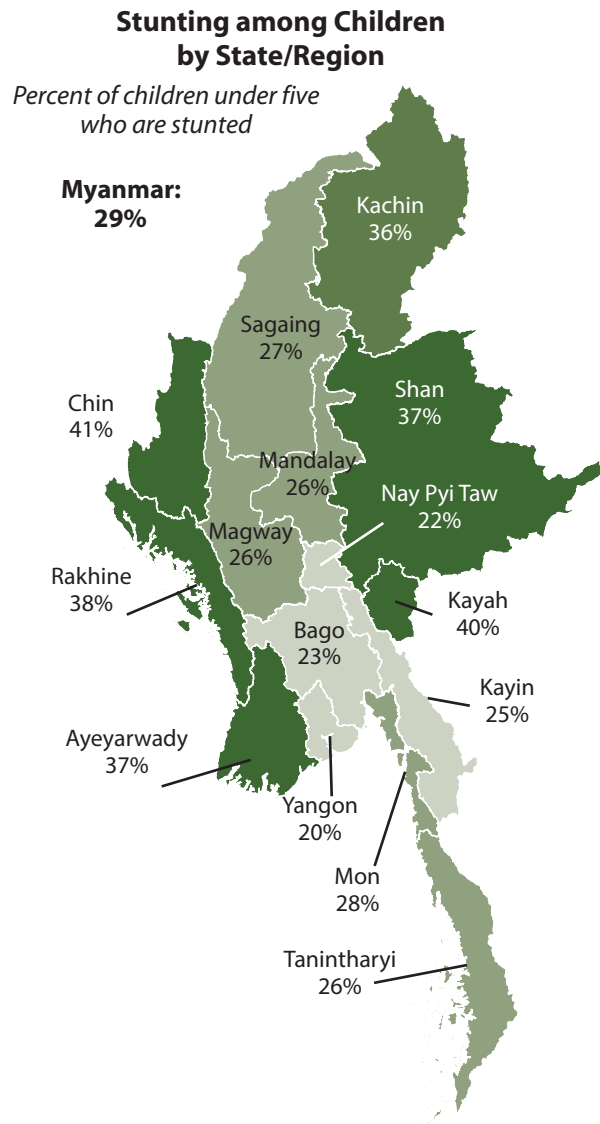 Stunting among Children
by State/Region
Percent of children under five
who are stunted
Myanmar:
29%
Kachin
36%
Sagaing
27%
Shan
37%
Chin
41%
Mandalay
26%
Nay Pyi Taw
22%
Magway
26%
Rakhine
38%
Kayah
40%
Bago
23%
Kayin
25%
Ayeyarwady
37%
Yangon
20%
Mon
28%
Tanintharyi
26%